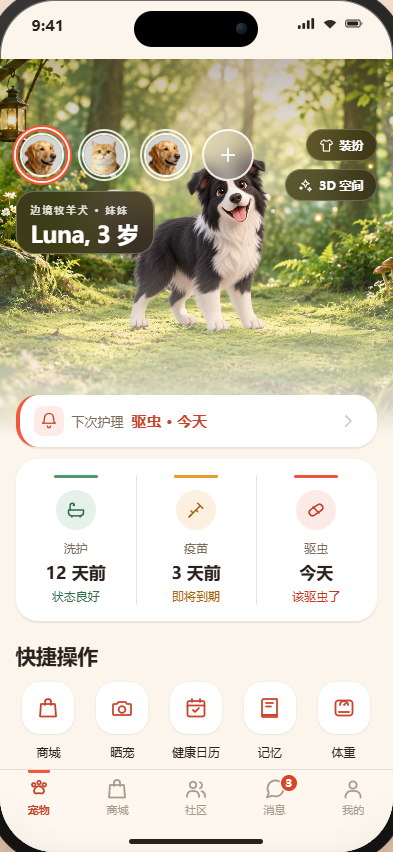 9:41
装扮
3D 空间
边境牧羊犬 • 妹妹
Luna, 3 岁
下次护理 驱虫 • 今天
洗护
疫苗
驱虫
12 天前
3 天前
今天
状态良好
即将到期
该驱虫了
快捷操作
商城
晒宠
健康日历
记忆
体重
3
宠物
商城
社区
消息
我的